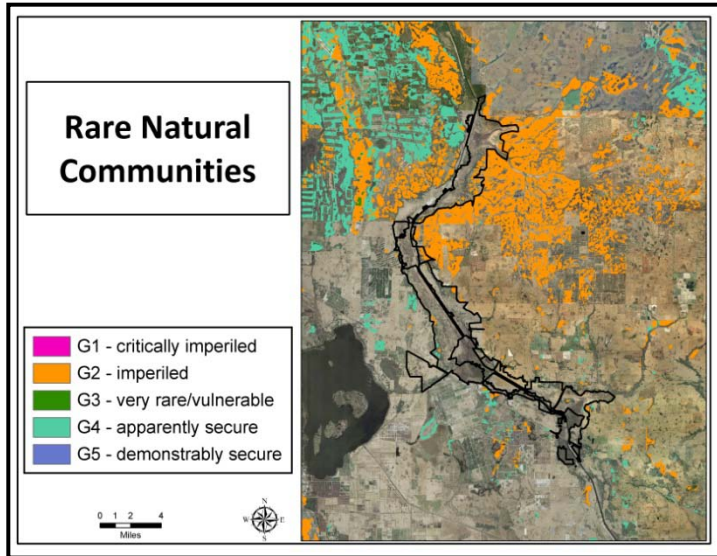 Rare Natural
Communities
G1 - critically imperiled
G2 - imperiled
G3 - very rare/vulnerable
G4 - apparently secure
G5 - demonstrably secure
0 1 2 4
Miles
N
W E
S